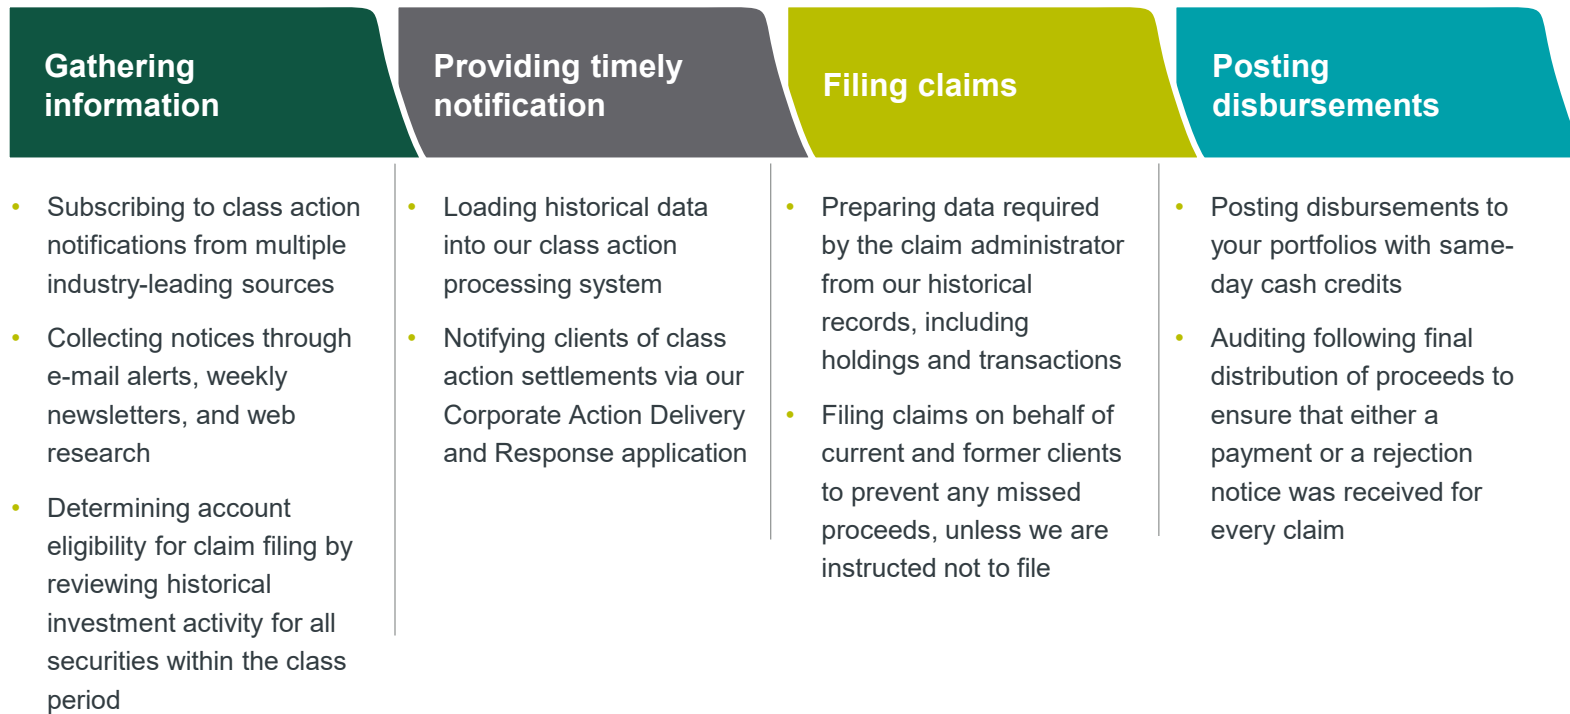 Gathering
information
Providing timely
notification
Filing claims
Posting
disbursements
• Subscribing to class action
notifications from multiple
industry-leading sources
• Collecting notices through
e-mail alerts, weekly
newsletters, and web
research
• Determining account
eligibility for claim filing by
reviewing historical
investment activity for all
securities within the class
period
• Loading historical data
into our class action
processing system
• Notifying clients of class
action settlements via our
Corporate Action Delivery
and Response application
• Preparing data required
by the claim administrator
from our historical
records, including
holdings and transactions
• Filing claims on behalf of
current and former clients
to prevent any missed
proceeds, unless we are
instructed not to file
• Posting disbursements to
your portfolios with same-
day cash credits
• Auditing following final
distribution of proceeds to
ensure that either a
payment or a rejection
notice was received for
every claim